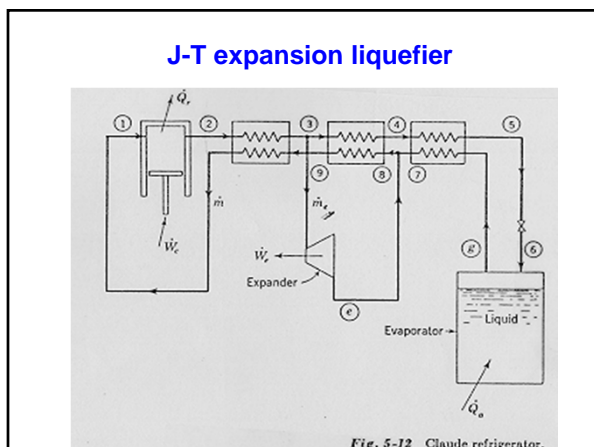 J-T expansion liquefier
Q̇r
① ② ③ ④ ⑤
⑨ ⑧ ⑦
ṁ
ṁe
Ẇc
Ẇe
Expander
ⓔ
ⓖ ⑥
Liquid
Evaporator
Q̇a
Fig. 5-12 Claude refrigerator.